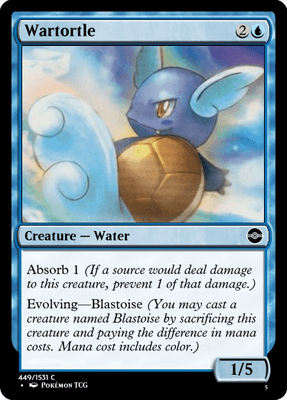 Wartortle 2
Creature — Water
Absorb 1 (If a source would deal damage
to this creature, prevent 1 of that damage.)
Evolving—Blastoise (You may cast a
creature named Blastoise by sacrificing this
creature and paying the difference in mana
costs. Mana cost includes color.)
1/5
449/1531 C
• Pokémon TCG
s